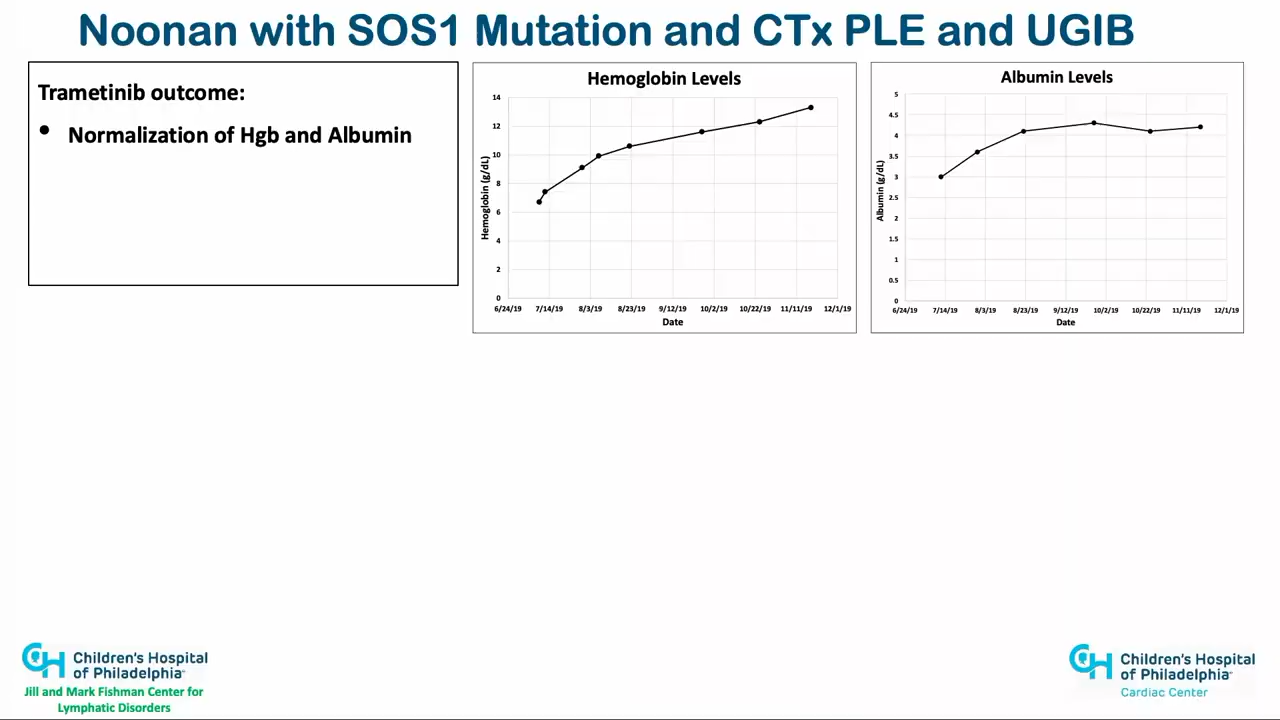 Noonan with SOS1 Mutation and CTx PLE and UGIB
Trametinib outcome:
• Normalization of Hgb and Albumin
Hemoglobin Levels
Hemoglobin (g/dL)
14
12
10
8
6
4
2
0
6/24/19 7/14/19 8/3/19 8/23/19 9/12/19 10/2/19 10/22/19 11/11/19 12/1/19
Date
Albumin Levels
Albumin (g/dL)
5
4.5
4
3.5
3
2.5
2
1.5
1
0.5
0
6/24/19 7/14/19 8/3/19 8/23/19 9/12/19 10/2/19 10/22/19 11/11/19 12/1/19
Date
CH Children's Hospital
of Philadelphia
Jill and Mark Fishman Center for
Lymphatic Disorders
CH Children's Hospital
of Philadelphia
Cardiac Center